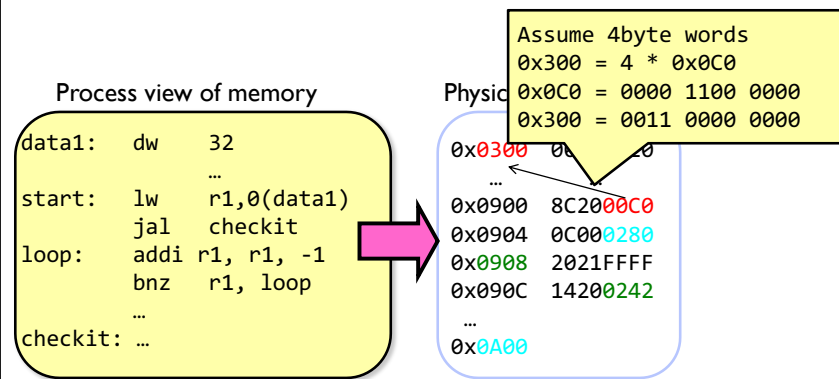 Assume 4byte words
0x300 = 4 * 0x0C0
0x0C0 = 0000 1100 0000
0x300 = 0011 0000 0000
Process view of memory
data1: dw 32
…
start: lw r1,0(data1)
jal checkit
loop: addi r1, r1, -1
bnz r1, loop
…
checkit: …
0x0300
… …
0x0900 8C2000C0
0x0904 0C000280
0x0908 2021FFFF
0x090C 14200242
…
0x0A00